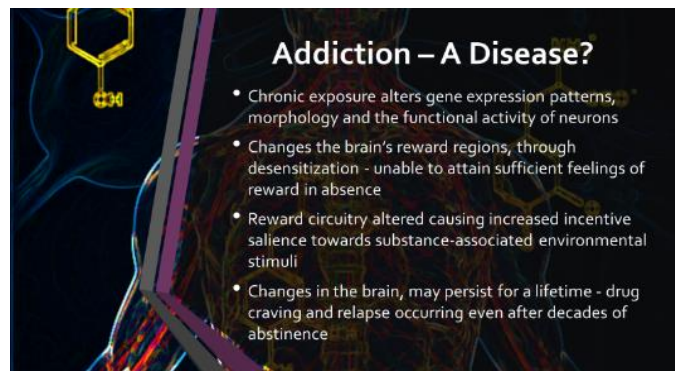 Addiction – A Disease?
• Chronic exposure alters gene expression patterns,
morphology and the functional activity of neurons
• Changes the brain's reward regions, through
desensitization - unable to attain sufficient feelings of
reward in absence
• Reward circuitry altered causing increased incentive
salience towards substance-associated environmental
stimuli
• Changes in the brain, may persist for a lifetime - drug
craving and relapse occurring even after decades of
abstinence